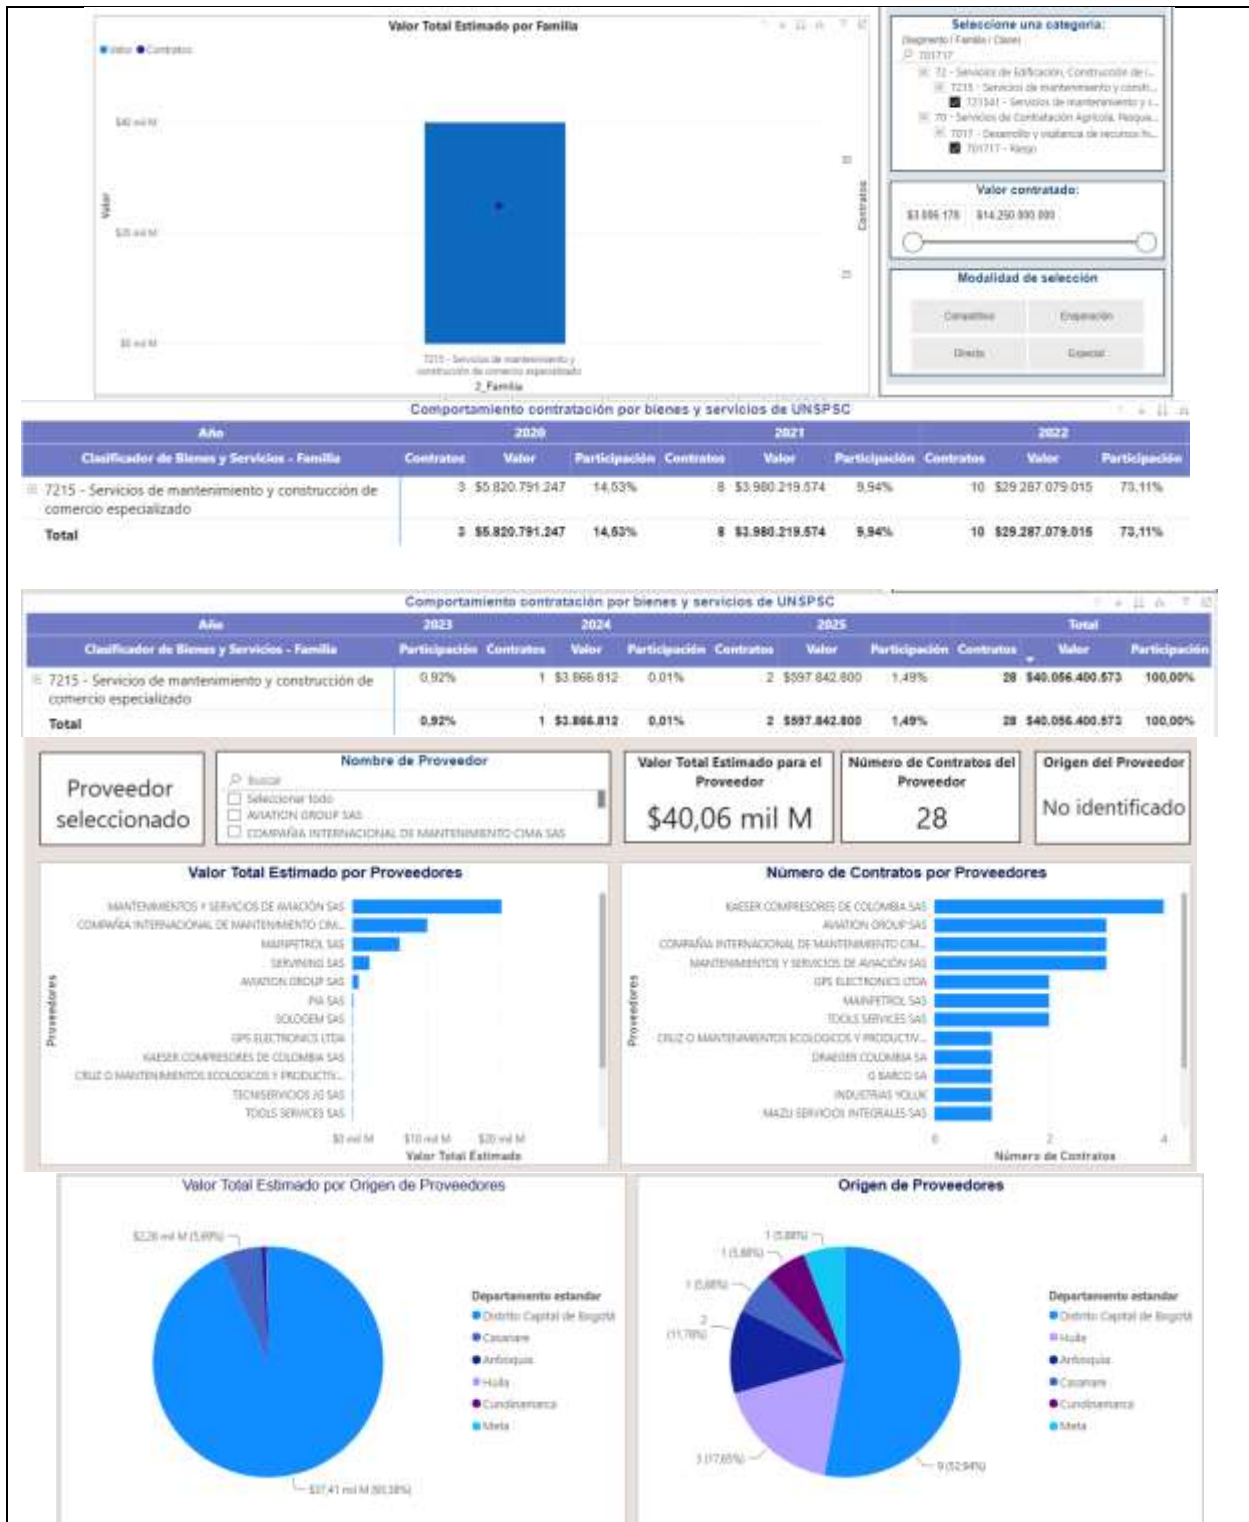 Valor Total Estimado por Familia
Valor Contratos
$40 mil M
$20 mil M
$0 mil M
Valor
Contratos
7215 - Servicios de mantenimiento y
construcción de comercio especializado
2_Familia
Seleccione una categoria:
(Segmento / Familia / Clase)
701717
72 - Servicios de Edificación, Construcción de i...
7215 - Servicios de mantenimiento y constr...
721541 - Servicios de mantenimiento y c...
70 - Servicios de Contratación Agrícola, Pesque...
7017 - Desarrollo y vigilancia de recursos hi...
701717 - Riego
Valor contratado:
$14.250.000.000
Modalidad de selección
Competitivo
Enajenación
Directa
Especial
Comportamiento contratación por bienes y servicios de UNSPSC
Año 2020 2021 2022
Clasificador de Bienes y Servicios - Familia Contratos Valor Participación Contratos Valor Participación Contratos Valor Participación
7215 - Servicios de mantenimiento y construcción de 3 $5.820.791.247 14,53% 8 $3.980.219.574 9,94% 10 $29.287.079.015 73,11%
comercio especializado
Total 3 $5.820.791.247 14,53% 8 $3.980.219.574 9,94% 10 $29.287.079.015 73,11%
Comportamiento contratación por bienes y servicios de UNSPSC
Año 2023 2024 2025 Total
Clasificador de Bienes y Servicios - Familia Participación Contratos Valor Participación Contratos Valor Participación Contratos Valor Participación
7215 - Servicios de mantenimiento y construcción de 0,92% 1 $3.866.812 0,01% 2 $597.842.800 1,49% 28 $40.056.400.573 100,00%
comercio especializado
Total 0,92% 1 $3.866.812 0,01% 2 $597.842.800 1,49% 28 $40.056.400.573 100,00%
Proveedor
seleccionado
Nombre de Proveedor
Buscar
Seleccionar todo
AVIATION GROUP SAS
COMPAÑÍA INTERNACIONAL DE MANTENIMIENTO CIMA SAS
Valor Total Estimado para el
Proveedor
$40,06 mil M
Número de Contratos del
Proveedor
28
Origen del Proveedor
No identificado
Valor Total Estimado por Proveedores
MANTENIMIENTOS Y SERVICIOS DE AVIACIÓN SAS
COMPAÑÍA INTERNACIONAL DE MANTENIMIENTO CIM...
MAINPETROL SAS
SERVINING SAS
AVIATION GROUP SAS
PIA SAS
SOLOGEM SAS
GPS ELECTRONICS LTDA
KAESER COMPRESORES DE COLOMBIA SAS
CRUZ O MANTENIMIENTOS ECOLOGICOS Y PRODUCTIV...
TECNISERVICIOS JG SAS
TOOLS SERVICES SAS
Proveedores
$0 mil M $10 mil M $20 mil M
Valor Total Estimado
Número de Contratos por Proveedores
KAESER COMPRESORES DE COLOMBIA SAS
AVIATION GROUP SAS
COMPAÑÍA INTERNACIONAL DE MANTENIMIENTO CIM...
MANTENIMIENTOS Y SERVICIOS DE AVIACIÓN SAS
GPS ELECTRONICS LTDA
MAINPETROL SAS
TOOLS SERVICES SAS
CRUZ O MANTENIMIENTOS ECOLOGICOS Y PRODUCTIV...
DRAEGER COLOMBIA SA
G BARCO SA
INDUSTRIAS YOLUK
MAZU SERVICIOS INTEGRALES SAS
Proveedores
0 2 4
Número de Contratos
Valor Total Estimado por Origen de Proveedores
$2,28 mil M (5,69%)
$37,41 mil M (93,38%)
Departamento estandar
Distrito Capital de Bogotá
Casanare
Antioquia
Huila
Cundinamarca
Meta
Origen de Proveedores
1 (5,88%)
1 (5,88%)
1 (5,88%)
2
(11,76%)
3 (17,65%)
9 (52,94%)
Departamento estandar
Distrito Capital de Bogotá
Huila
Antioquia
Casanare
Cundinamarca
Meta